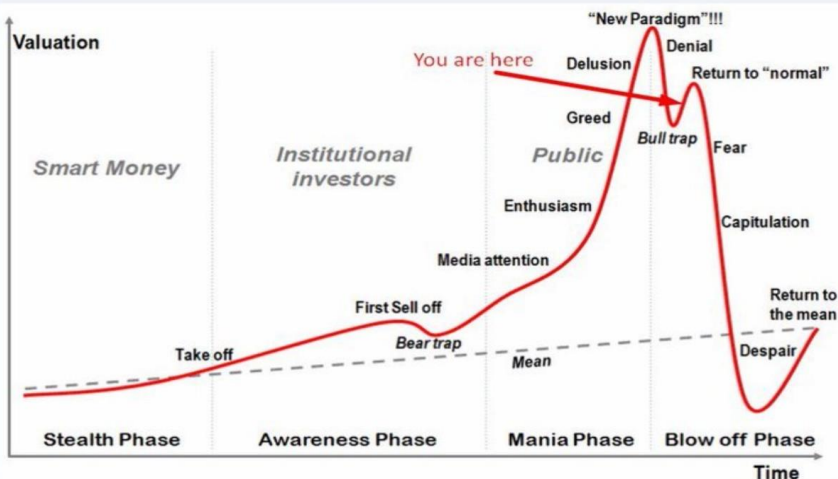 “New Paradigm”!!!
Valuation
Denial
You are here
Delusion
Return to “normal”
Greed
Bull trap
Smart Money
Institutional
investors
Public
Fear
Enthusiasm
Capitulation
Media attention
First Sell off
Return to
the mean
Bear trap
Take off
Mean
Despair
Stealth Phase
Awareness Phase
Mania Phase
Blow off Phase
Time